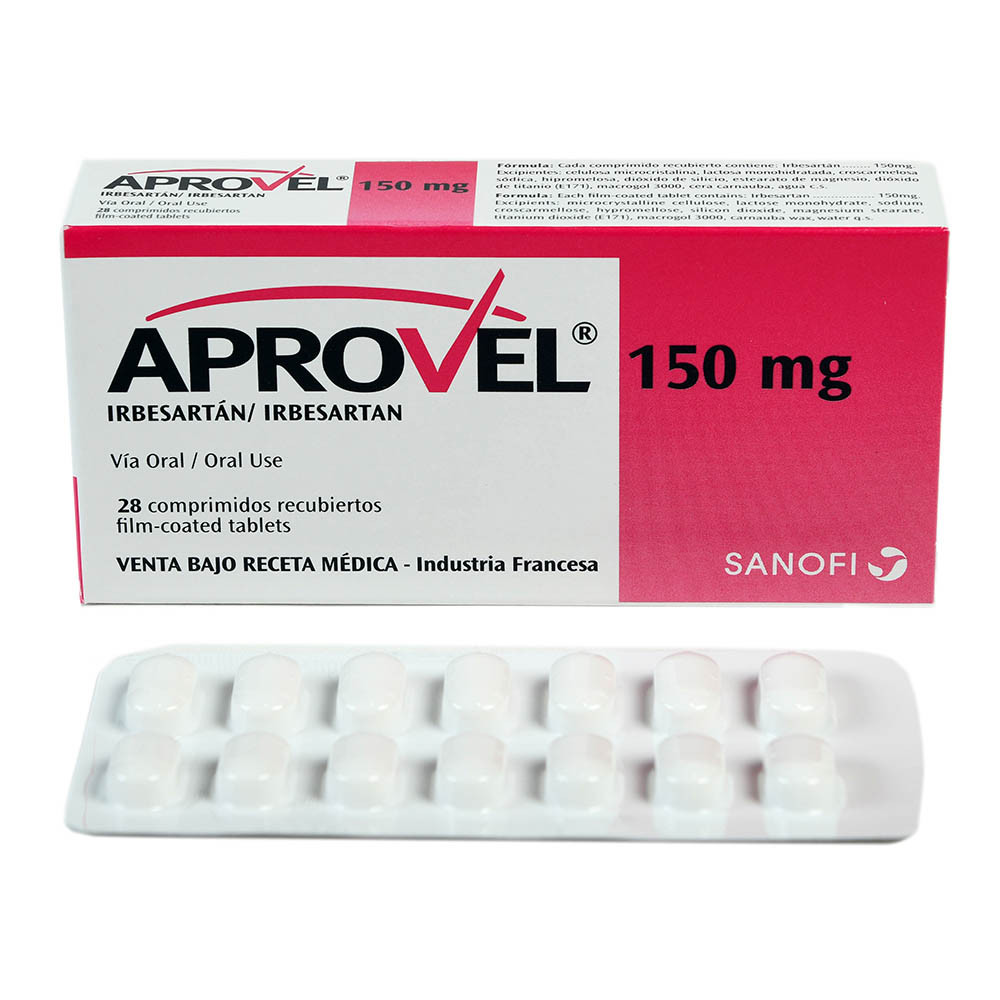 APROVEL® 150 mg
IRBESARTÁN/ IRBESARTAN
Vía Oral / Oral Use
28 comprimidos recubiertos
film-coated tablets
Fórmula: Cada comprimido recubierto contiene: Irbesartán........ 150mg.
Excipientes: celulosa microcristalina, lactosa monohidratada, croscarmelosa
sódica, hipromelosa, dióxido de silicio, estearato de magnesio, dióxido
de titanio (E171), macrogol 3000, cera carnauba, agua c.s.
Formula: Each film-coated tablet contains: Irbesartan ................ 150mg.
Excipients: microcrystalline cellulose, lactose monohydrate, sodium
croscarmellose, hypromellose, silicon dioxide, magnesium stearate,
titanium dioxide (E171), macrogol 3000, carnauba wax, water q.s.
APROVEL® 150 mg
IRBESARTÁN/ IRBESARTAN
Vía Oral / Oral Use
28 comprimidos recubiertos
film-coated tablets
VENTA BAJO RECETA MÉDICA - Industria Francesa
SANOFI